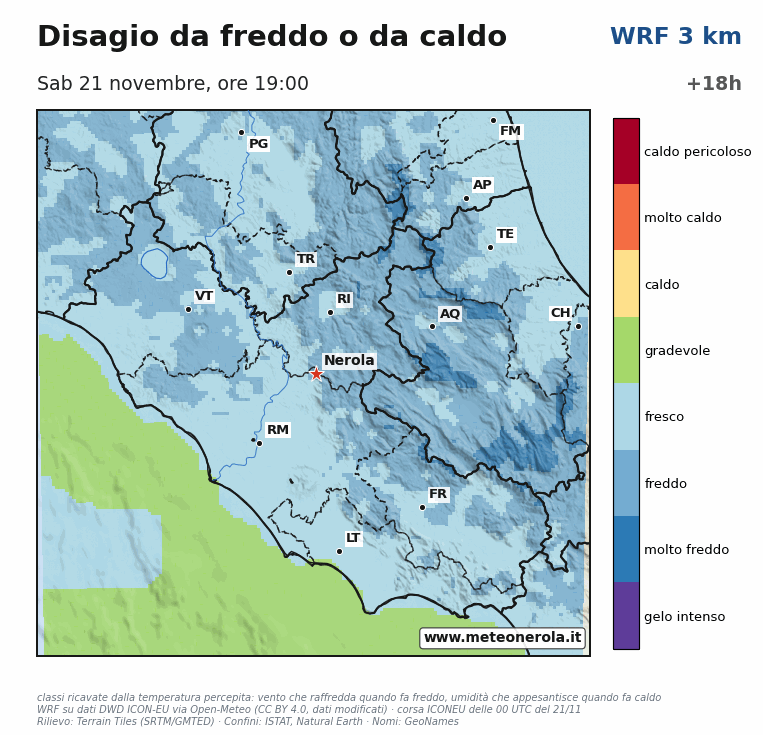 Disagio da freddo o da caldo
WRF 3 km
Sab 21 novembre, ore 19:00
+18h
FM
PG
AP
TE
TR
VT
RI
AQ
CH
Nerola
RM
FR
LT
www.meteonerola.it
caldo pericoloso
molto caldo
caldo
gradevole
fresco
freddo
molto freddo
gelo intenso
classi ricavate dalla temperatura percepita: vento che raffredda quando fa freddo, umidità che appesantisce quando fa caldo
WRF su dati DWD ICON-EU via Open-Meteo (CC BY 4.0, dati modificati) · corsa ICONEU delle 00 UTC del 21/11
Rilievo: Terrain Tiles (SRTM/GMTED) · Confini: ISTAT, Natural Earth · Nomi: GeoNames